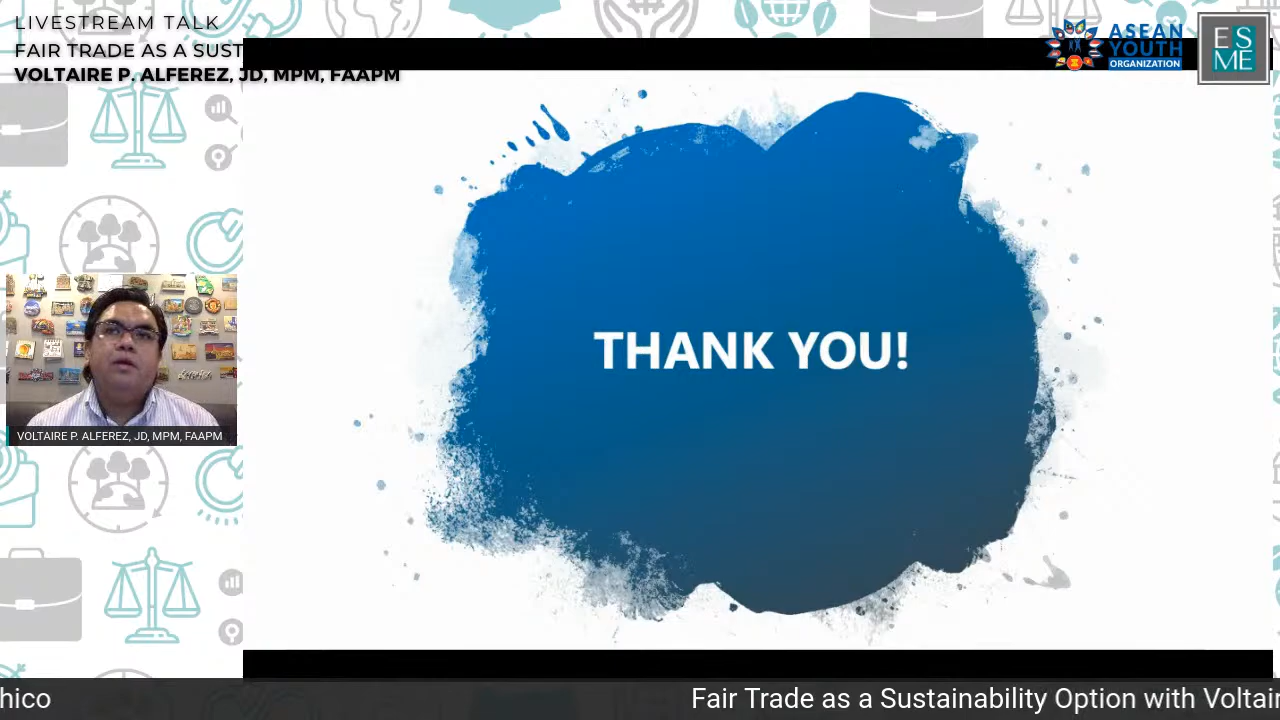 LIVESTREAM TALK
FAIR TRADE AS A SUST
VOLTAIRE P. ALFEREZ, JD, MPM, FAAPM
ASEAN
YOUTH
ORGANIZATION
ES
ME
THANK YOU!
VOLTAIRE P. ALFEREZ, JD, MPM, FAAPM
hico
Fair Trade as a Sustainability Option with Voltair